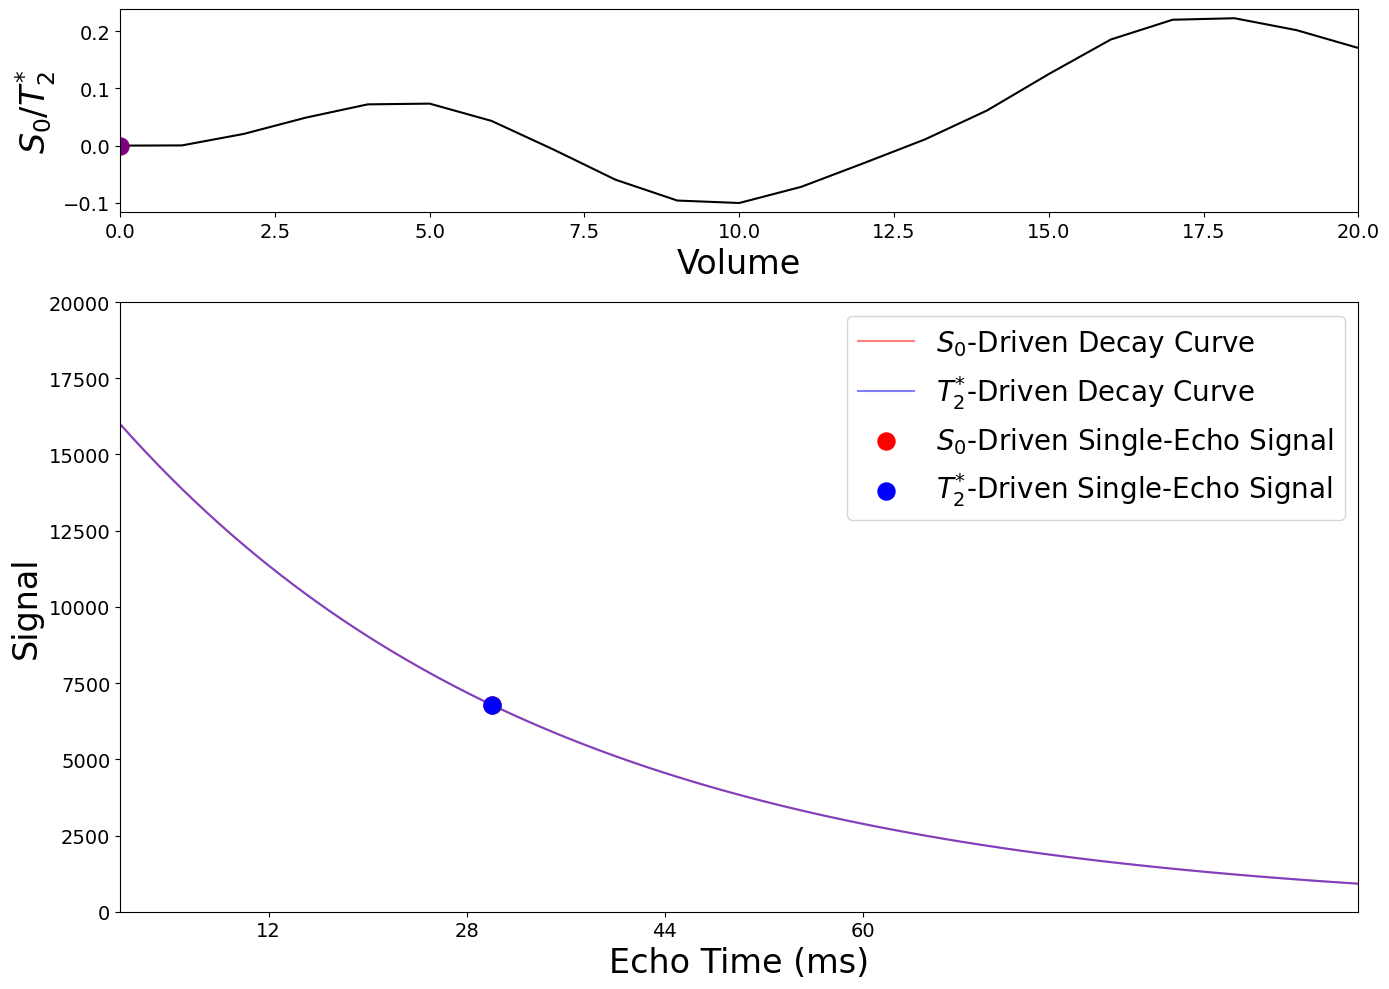 S₀/T₂*
0.2
0.1
0.0
−0.1
0.0 2.5 5.0 7.5 10.0 12.5 15.0 17.5 20.0
Volume
Signal
20000
17500
15000
12500
10000
7500
5000
2500
0
S₀-Driven Decay Curve
T₂*-Driven Decay Curve
S₀-Driven Single-Echo Signal
T₂*-Driven Single-Echo Signal
12 28 44 60
Echo Time (ms)